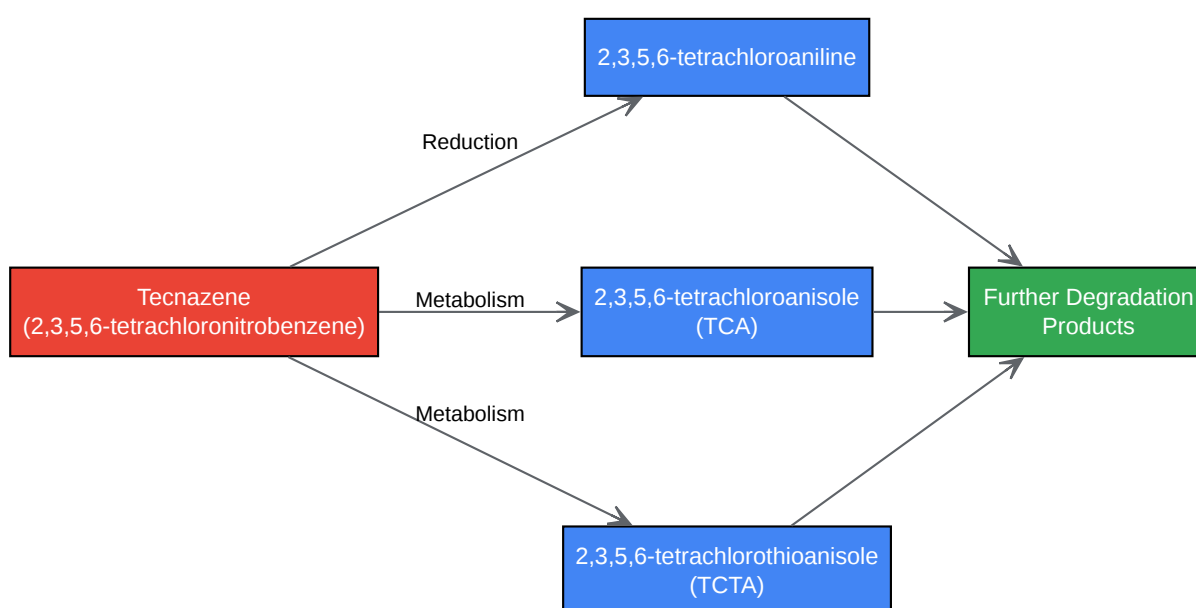 2,3,5,6-tetrachloroaniline
Reduction
Tecnazene
(2,3,5,6-tetrachloronitrobenzene)
Metabolism
2,3,5,6-tetrachloroanisole
(TCA)
Further Degradation
Products
Metabolism
2,3,5,6-tetrachlorothioanisole
(TCTA)